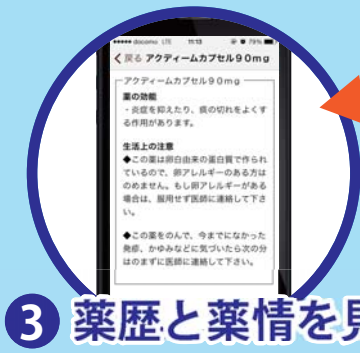 ●●●●● docomo LTE 11:13 79%
く 戻る アクディームカプセル９０ｍｇ
アクディームカプセル９０ｍｇ
薬の効能
・炎症を抑えたり、痰の切れをよくす
る作用があります。
生活上の注意
◆この薬は卵白由来の蛋白質で作られ
ているので、卵アレルギーのある方は
のめません。もし卵アレルギーがある
場合は、服用せず医師に連絡して下さ
い。
◆この薬をのんで、今までになかった
発疹、かゆみなどに気づいたら次の分
はのまずに医師に連絡して下さい。
❸ 薬歴と薬情を見